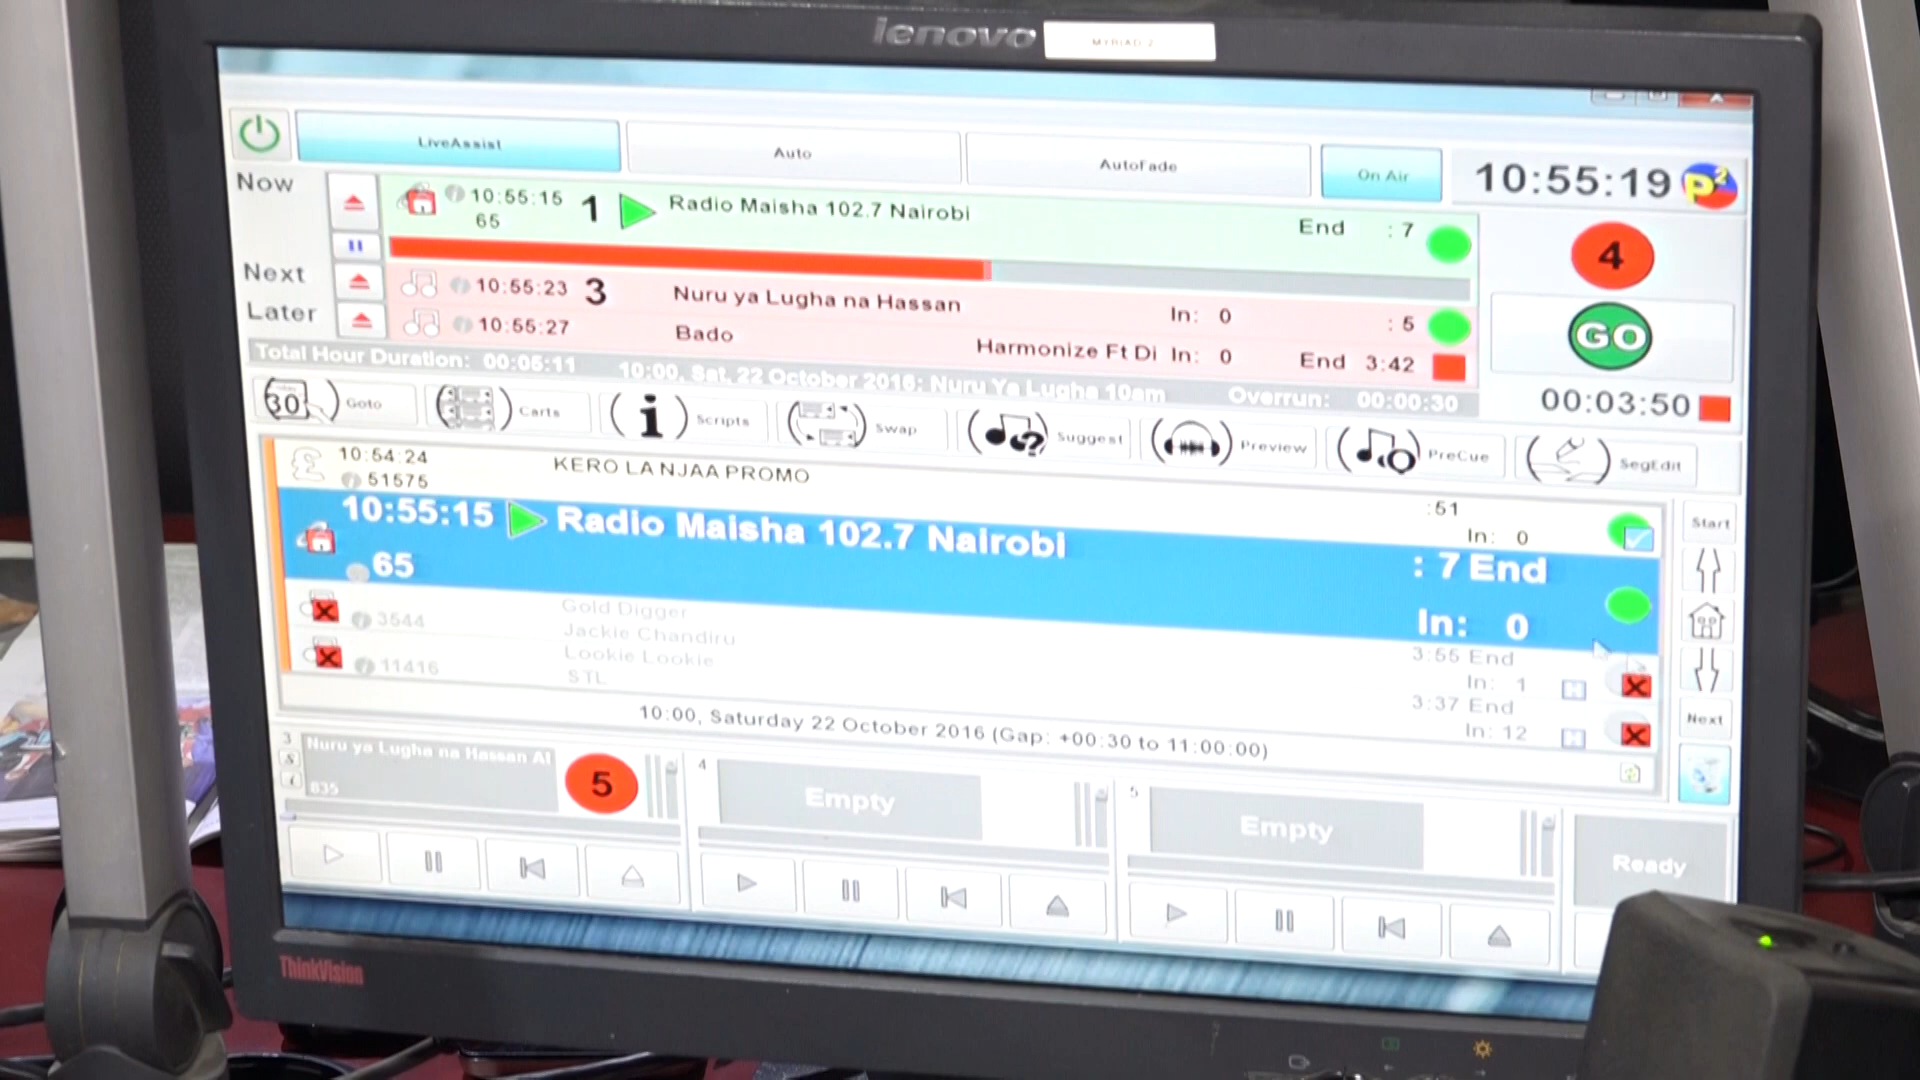 lenovo
MYRIAD 2
LiveAssist
Auto
AutoFade
On Air
10:55:19
P2
Now
10:55:15
65
1
Radio Maisha 102.7 Nairobi
End : 7
4
Next
10:55:23
3
Nuru ya Lugha na Hassan
In: 0
: 5
GO
Later
10:55:27
Bado
Harmonize Ft Di
In: 0
End 3:42
Total Hour Duration: 00:05:11
10:00, Sat, 22 October 2016: Nuru Ya Lugha 10am
Overrun: 00:00:30
00:03:50
30
Goto
Carts
i
Scripts
Swap
Suggest
Preview
PreCue
SegEdit
10:54:24
51575
KERO LA NJAA PROMO
:51
In: 0
Start
10:55:15
Radio Maisha 102.7 Nairobi
: 7 End
65
In: 0
3544
Gold Digger
Jackie Chandiru
3:55 End
In: 1
H
11416
Lookie Lookie
STL
3:37 End
In: 12
H
Next
10:00, Saturday 22 October 2016 (Gap: +00:30 to 11:00:00)
3
Nuru ya Lugha na Hassan Al
S
i
835
5
4
Empty
5
Empty
Ready
ThinkVision